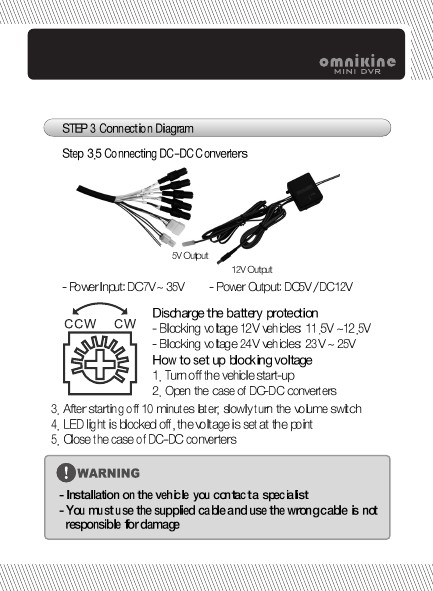 omnikine
MINI DVR
STEP 3 Connection Diagram
Step 3.5 Connecting DC-DC Converters
5V Output
12V Output
- Power Input: DC7V ~ 35V - Power Output: DC5V / DC12V
CCW CW
Discharge the battery protection
- Blocking voltage 12V vehicles: 11.5V ~12.5V
- Blocking voltage 24V vehicles: 23V ~ 25V
How to set up blocking voltage
1. Turn off the vehicle start-up
2. Open the case of DC-DC converters
3. After starting off 10 minutes later, slowly turn the volume switch
4. LED light is blocked off, the voltage is set at the point
5. Close the case of DC-DC converters
! WARNING
- Installation on the vehicle you contact a specialist
- You must use the supplied cable and use the wrong cable is not
responsible for damage